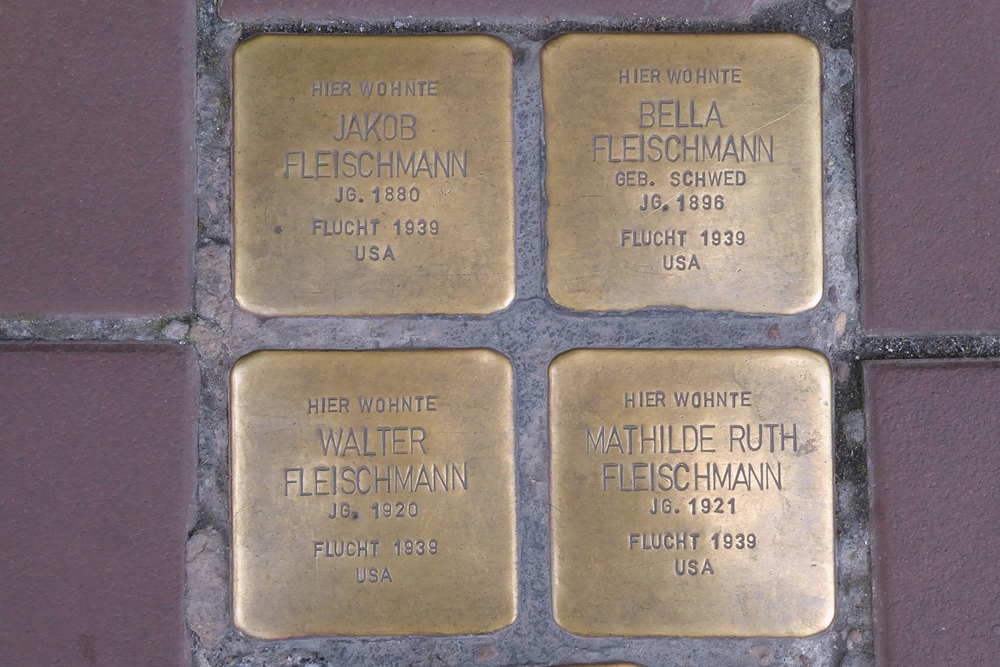 HIER WOHNTE
JAKOB
FLEISCHMANN
JG. 1880
FLUCHT 1939
USA
HIER WOHNTE
BELLA
FLEISCHMANN
GEB. SCHWED
JG. 1896
FLUCHT 1939
USA
HIER WOHNTE
WALTER
FLEISCHMANN
JG. 1920
FLUCHT 1939
USA
HIER WOHNTE
MATHILDE RUTH
FLEISCHMANN
JG. 1921
FLUCHT 1939
USA